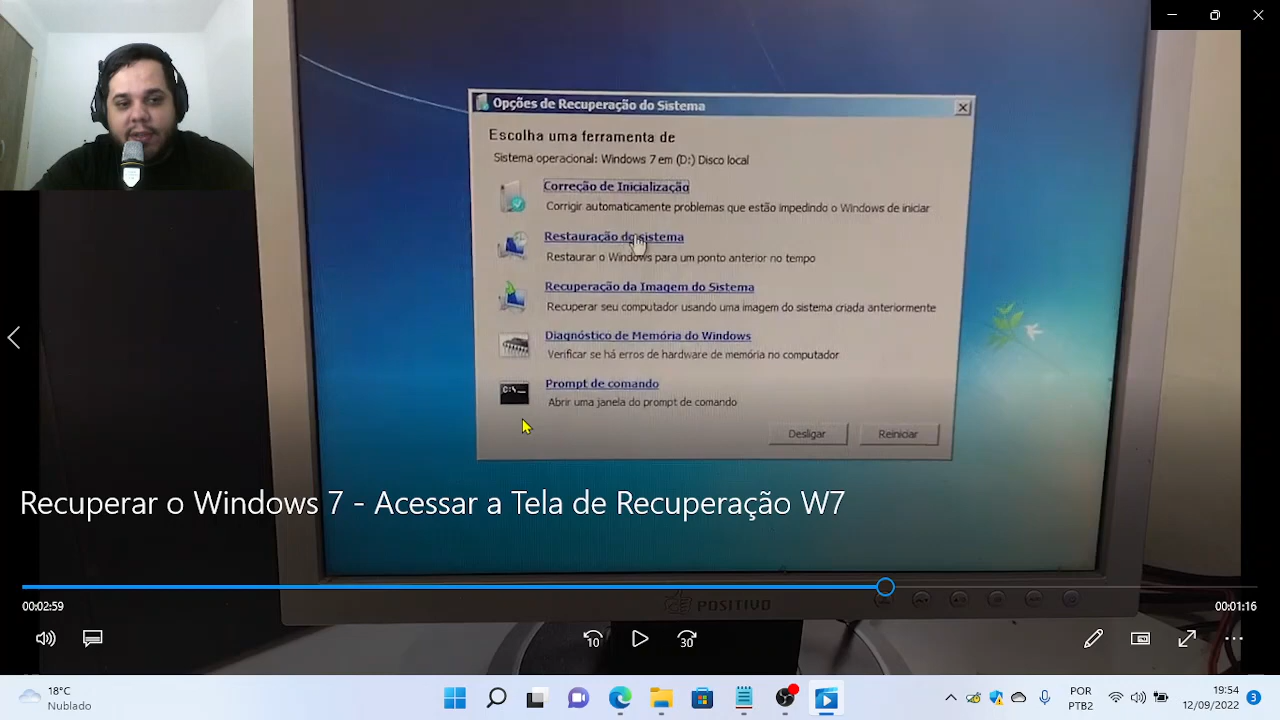 Opções de Recuperação do Sistema
Escolha uma ferramenta de
Sistema operacional: Windows 7 em (D:) Disco local
Correção de Inicialização
Corrigir automaticamente problemas que estão impedindo o Windows de iniciar
Restauração do sistema
Restaurar o Windows para um ponto anterior no tempo
Recuperação da Imagem do Sistema
Recuperar seu computador usando uma imagem do sistema criada anteriormente
Diagnóstico de Memória do Windows
Verificar se há erros de hardware de memória no computador
C:\_
Prompt de comando
Abrir uma janela do prompt de comando
Desligar
Reiniciar
Recuperar o Windows 7 - Acessar a Tela de Recuperação W7
00:02:59
00:01:16
POSITIVO
10
30
18°C
Nublado
POR
PTB2
19:54
12/09/2022
3